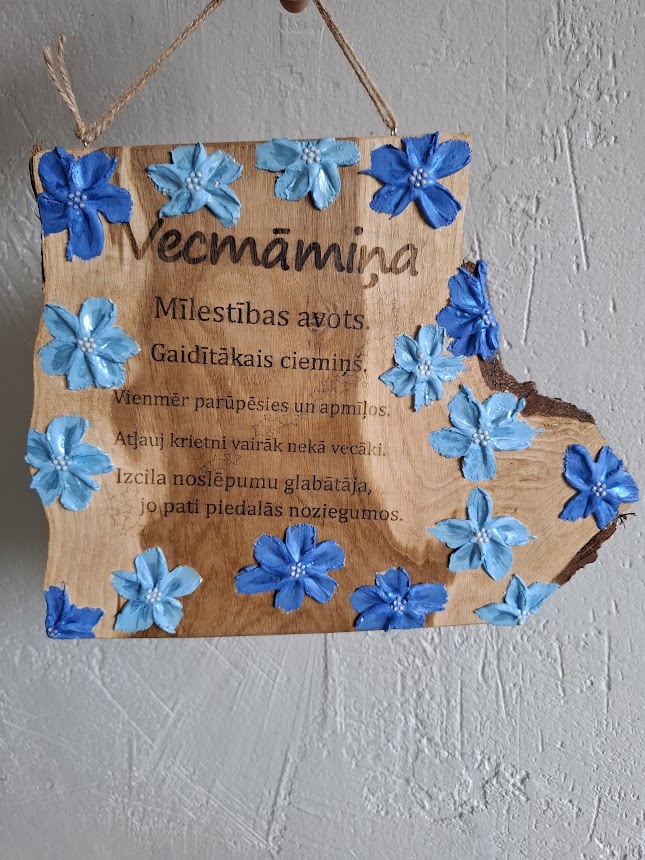 Vecmāmiņa
Mīlestības avots.
Gaidītākais ciemiņš.
Vienmēr parūpēsies un apmīļos.
Atļauj krietni vairāk nekā vecāki.
Izcila noslēpumu glabātāja,
jo pati piedalās noziegumos.